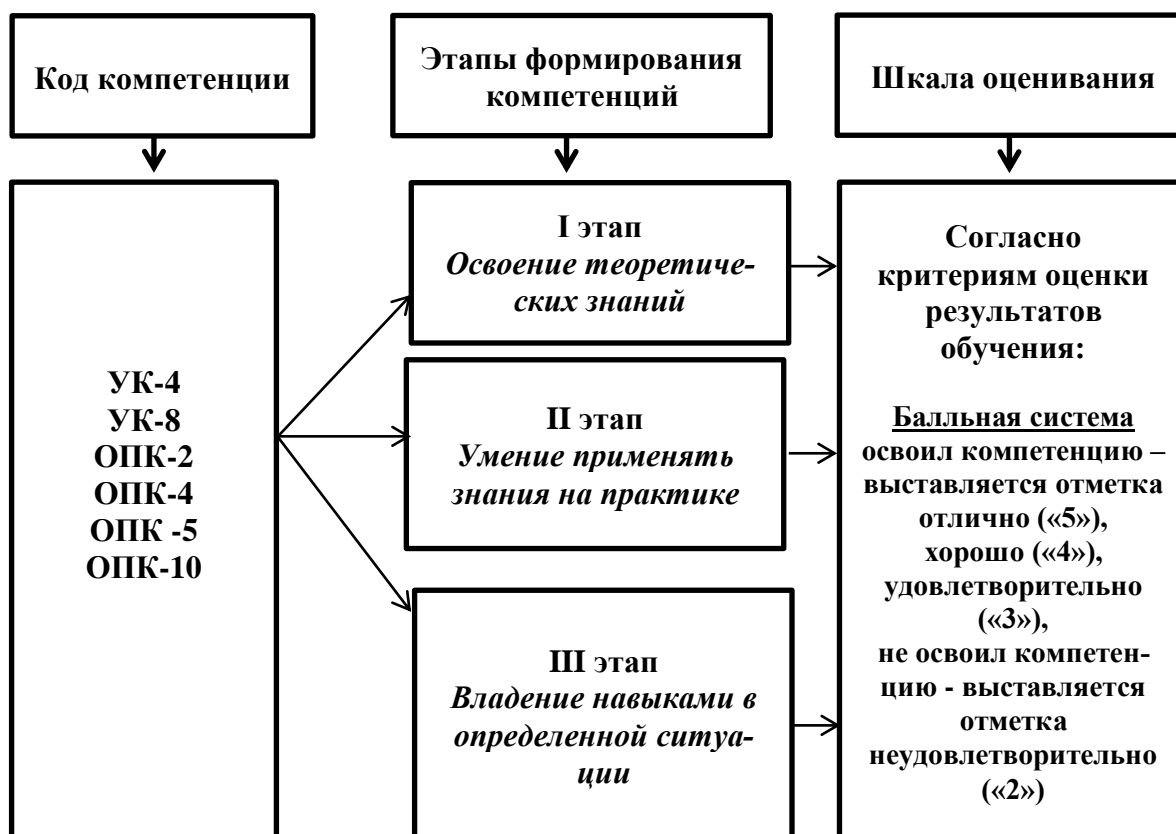 Код компетенции
Этапы формирования
компетенций
Шкала оценивания
УК-4
УК-8
ОПК-2
ОПК-4
ОПК -5
ОПК-10
I этап
Освоение теоретиче-
ских знаний
II этап
Умение применять
знания на практике
III этап
Владение навыками в
определенной ситуа-
ции
Согласно
критериям оценки
результатов
обучения:
Балльная система
освоил компетенцию –
выставляется отметка
отлично («5»),
хорошо («4»),
удовлетворительно
(«3»),
не освоил компетен-
цию - выставляется
отметка
неудовлетворительно
(«2»)